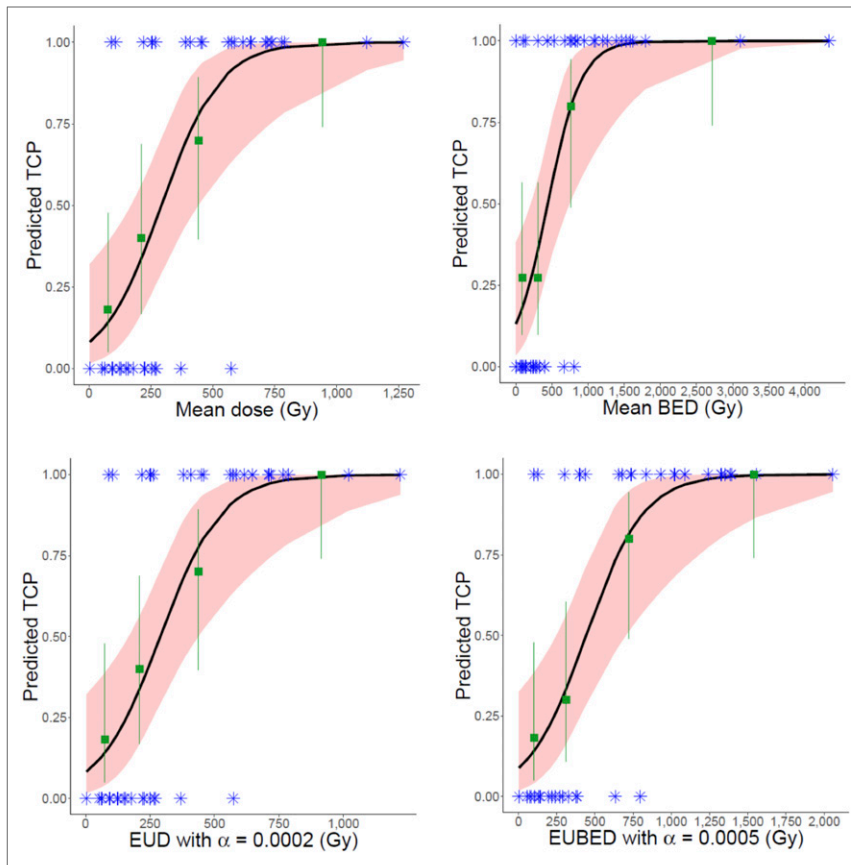 Predicted TCP
1.00
0.75
0.50
0.25
0.00
0 250 500 750 1,000 1,250
Mean dose (Gy)
Predicted TCP
1.00
0.75
0.50
0.25
0.00
0 500 1,000 1,500 2,000 2,500 3,000 3,500 4,000
Mean BED (Gy)
Predicted TCP
1.00
0.75
0.50
0.25
0.00
0 250 500 750 1,000
EUD with α = 0.0002 (Gy)
Predicted TCP
1.00
0.75
0.50
0.25
0.00
0 250 500 750 1,000 1,250 1,500 1,750 2,000
EUBED with α = 0.0005 (Gy)